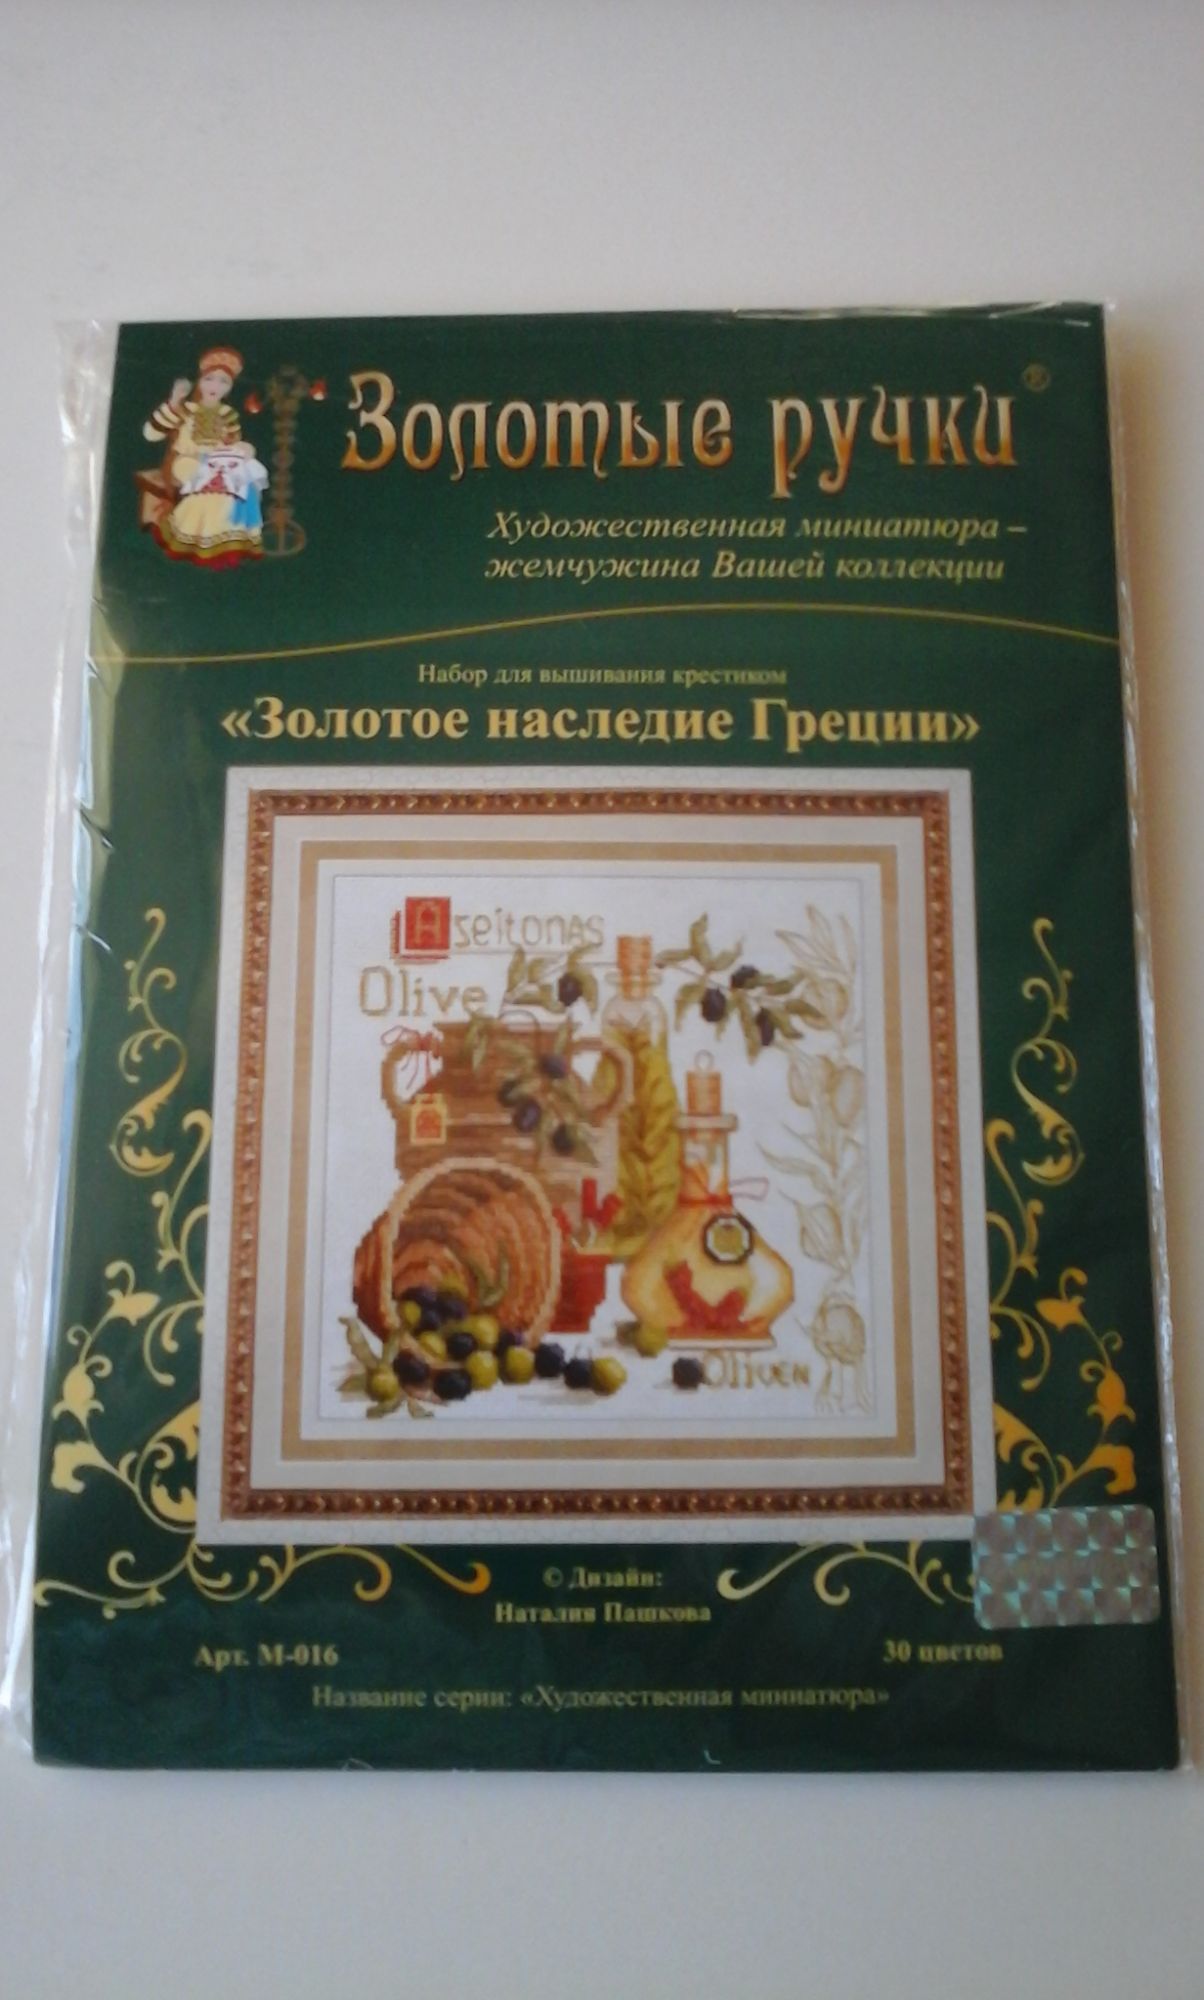 Золотые ручки®
Художественная миниатюра –
жемчужина Вашей коллекции
Набор для вышивания крестиком
«Золотое наследие Греции»
Aseitonas
Olive
Oliven
© Дизайн:
Наталия Пашкова
Арт. М-016
30 цветов
Название серии: «Художественная миниатюра»